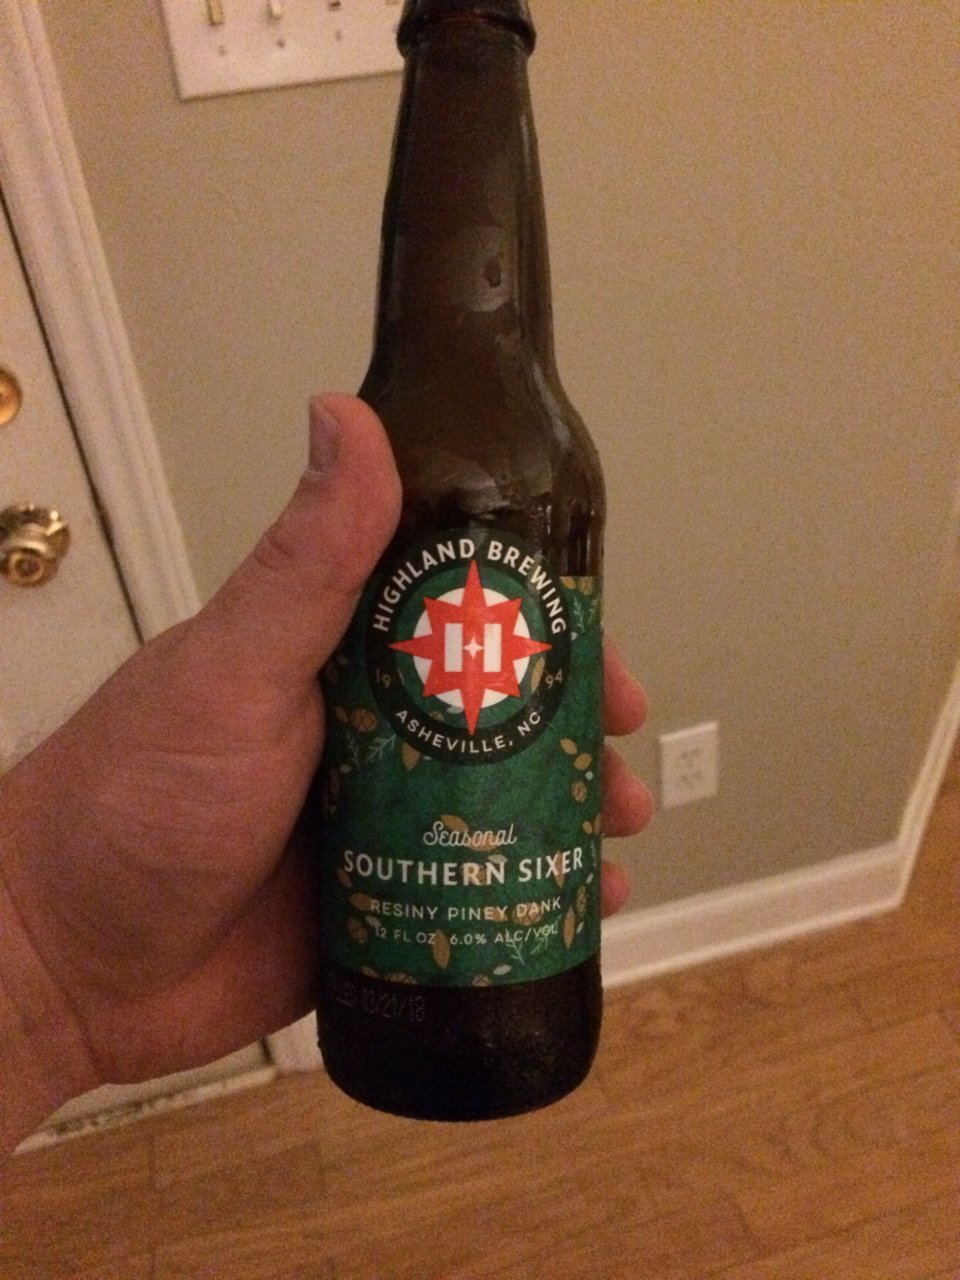 HIGHLAND BREWING
H
19 94
ASHEVILLE, NC
Seasonal
SOUTHERN SIXER
RESINY PINEY DANK
12 FL OZ 6.0% ALC/VOL